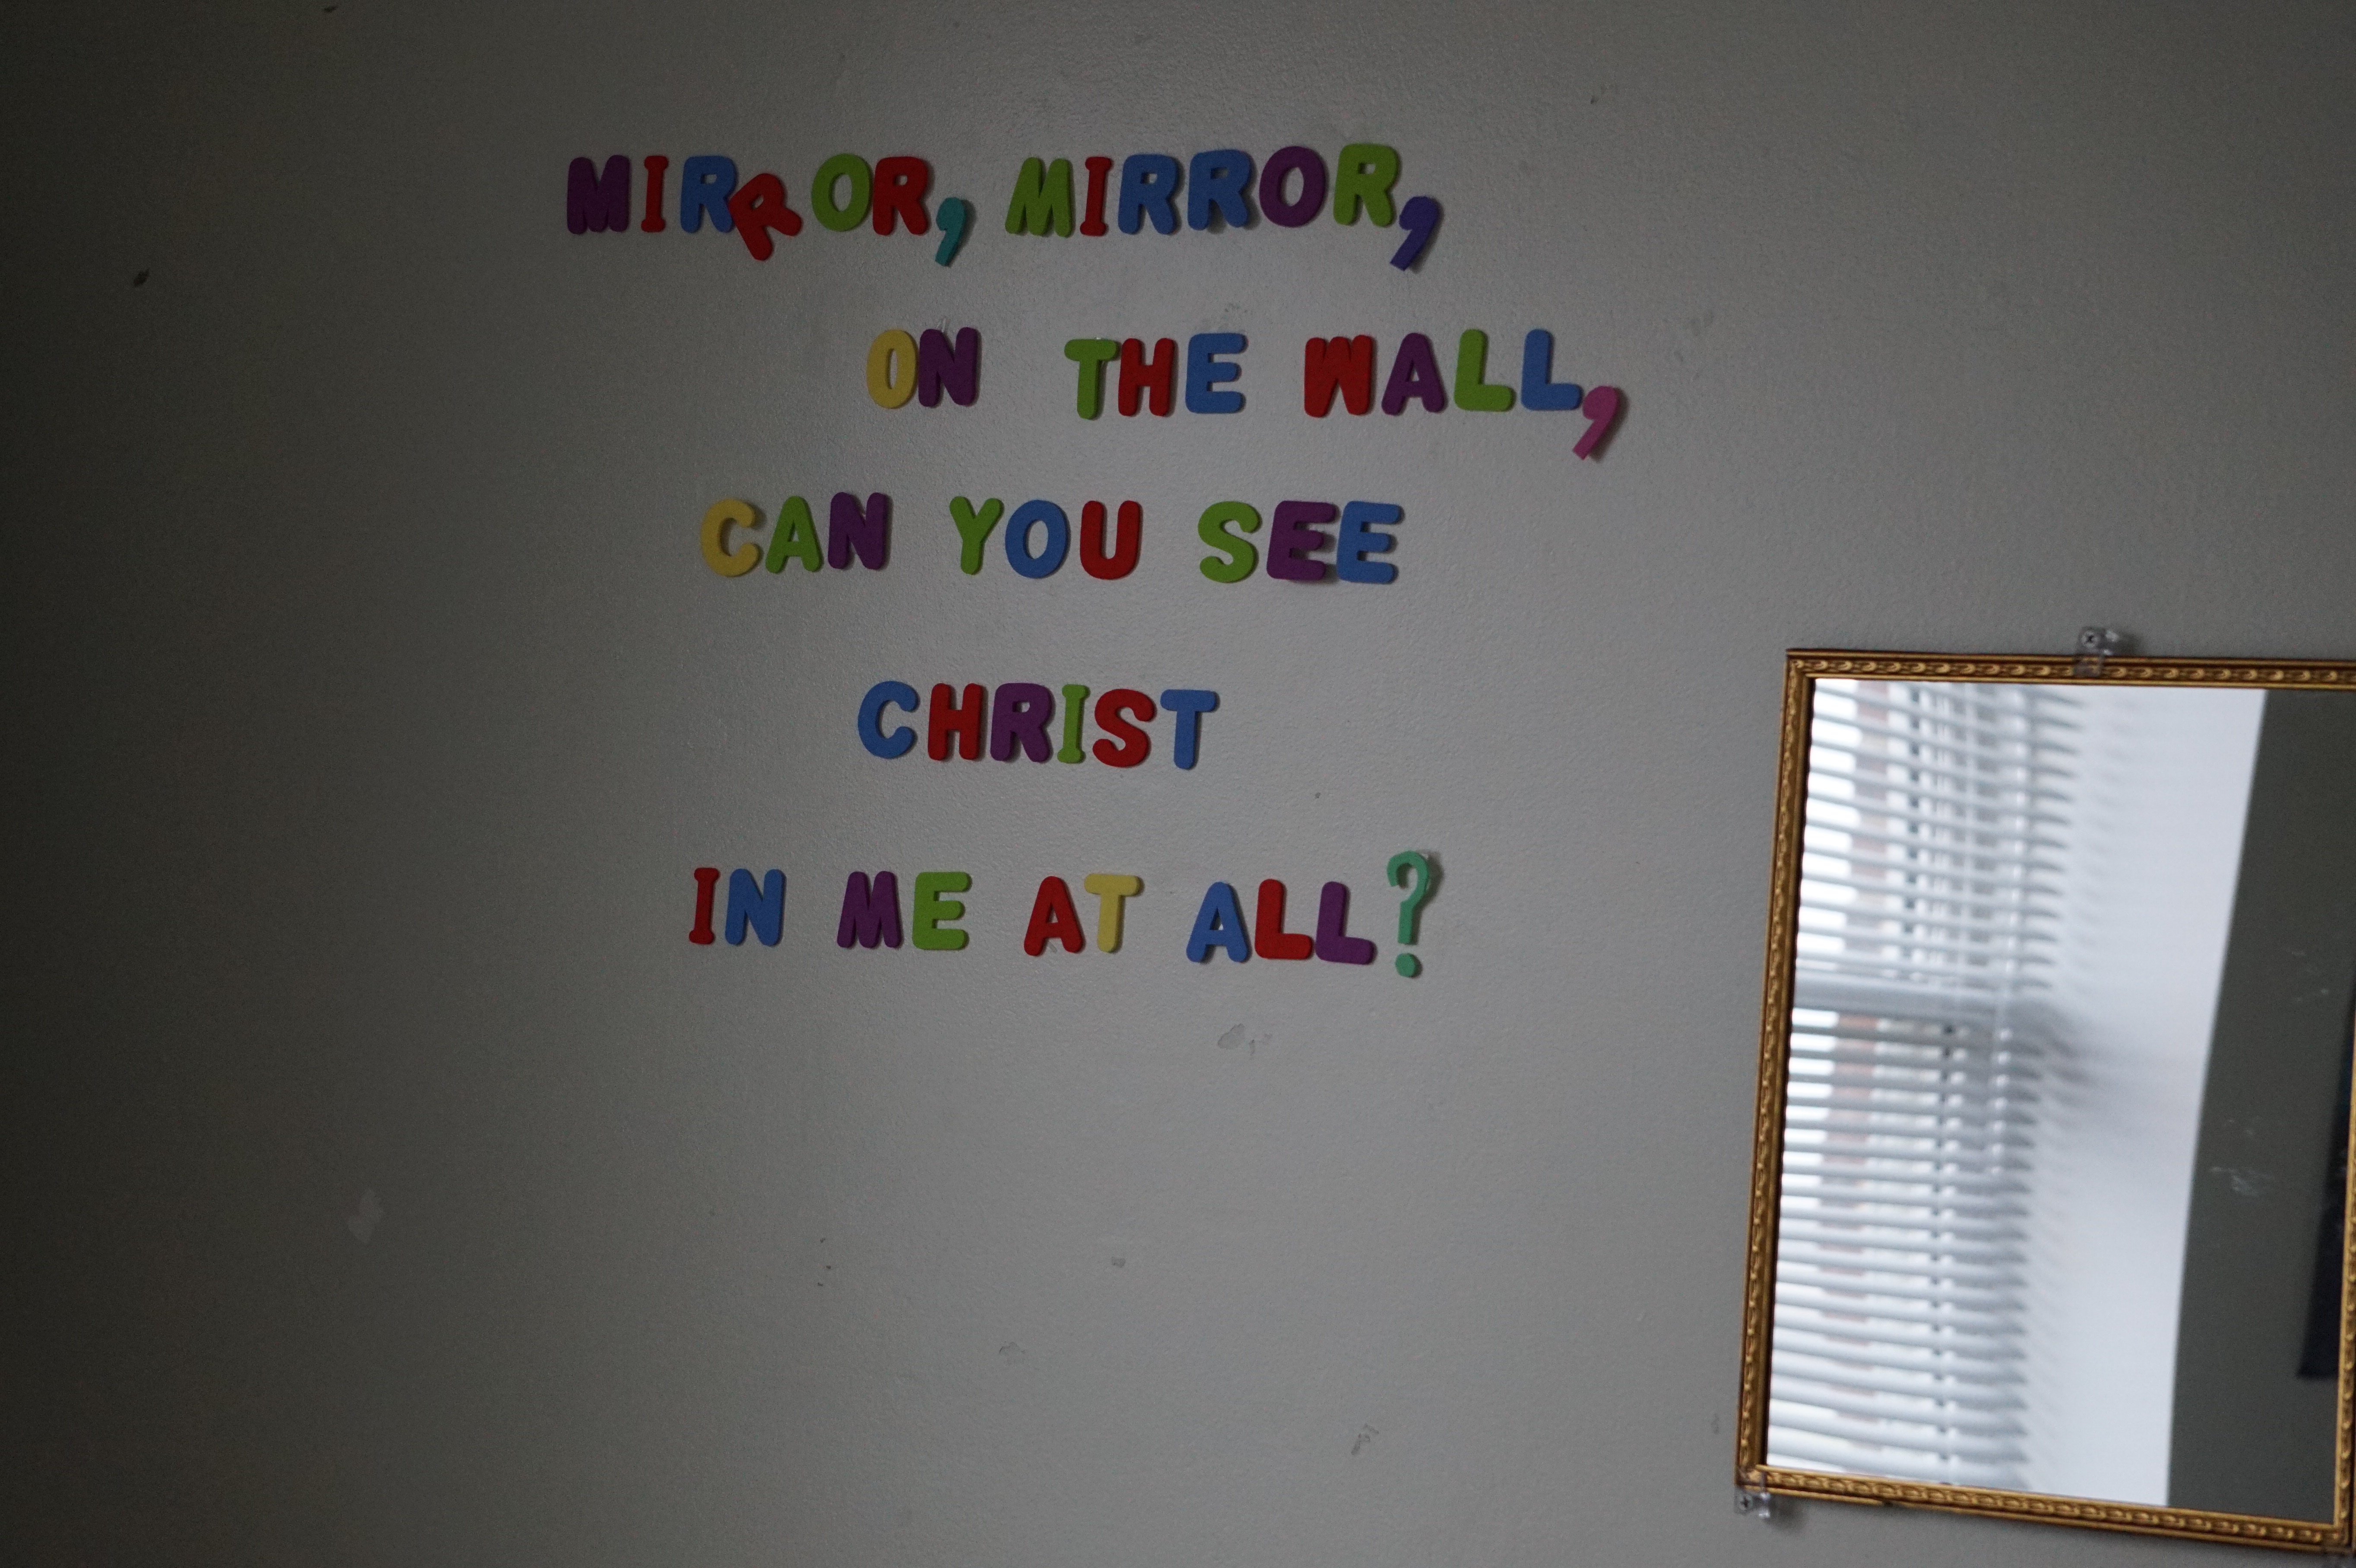 MIRROR, MIRROR,
ON THE WALL,
CAN YOU SEE
CHRIST
IN ME AT ALL?